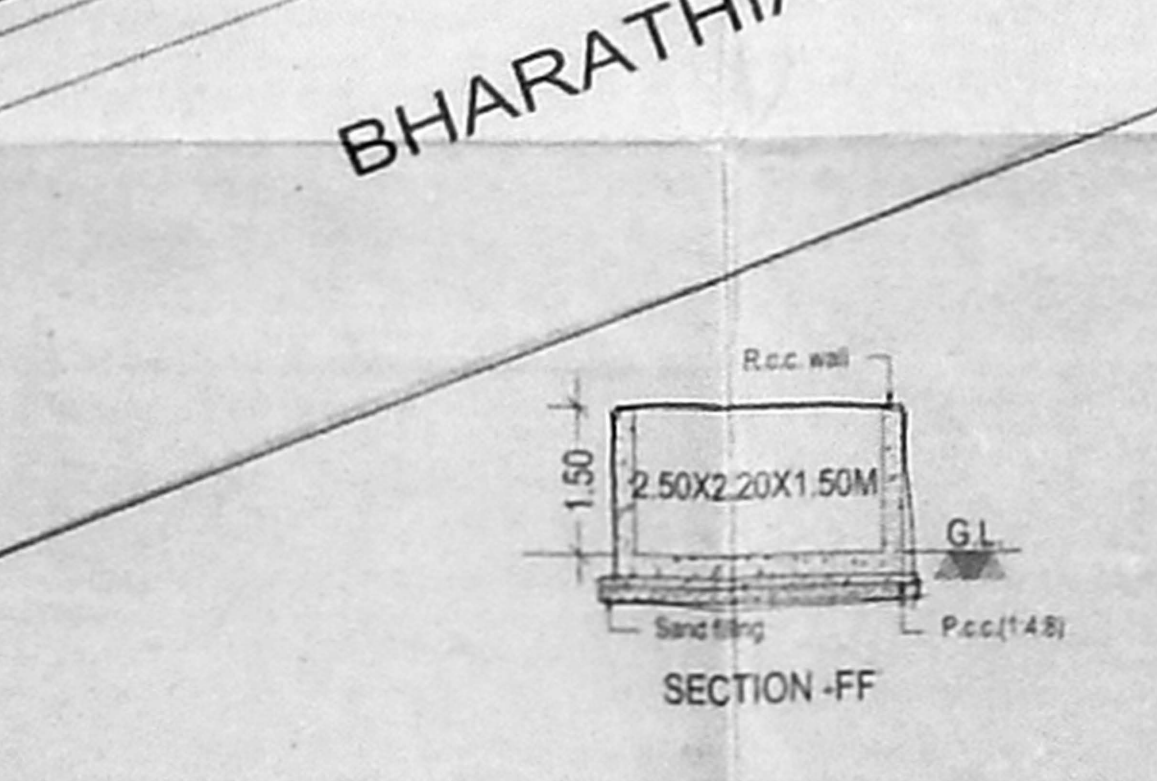 BHARATHI
R.c.c. wall
1.50
2.50X2.20X1.50M
G.L.
Sand filling
P.c.c.(1:4:8)
SECTION -FF